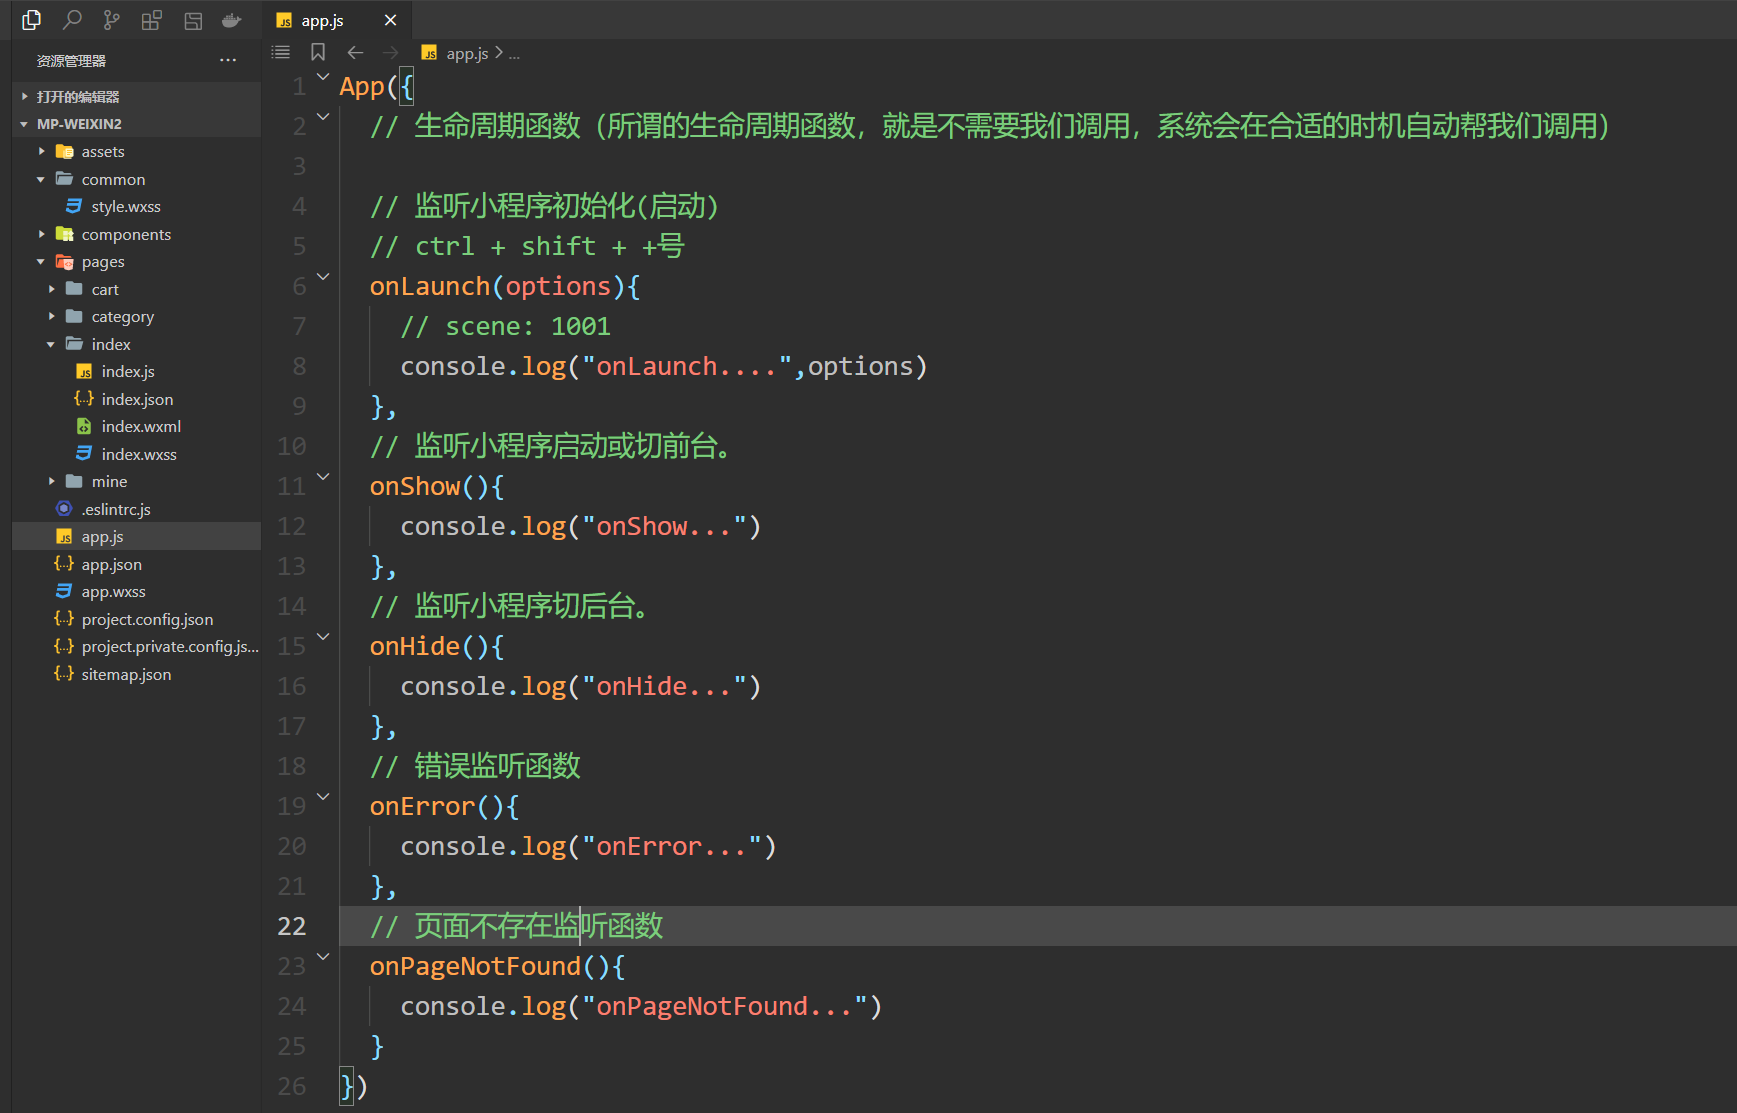 app.js
资源管理器
打开的编辑器
MP-WEIXIN2
assets
common
style.wxss
components
pages
cart
category
index
index.js
index.json
index.wxml
index.wxss
mine
.eslintrc.js
app.js
app.json
app.wxss
project.config.json
project.private.config.js...
sitemap.json
app.js > ...
1 App({
2 // 生命周期函数（所谓的生命周期函数，就是不需要我们调用，系统会在合适的时机自动帮我们调用）
3
4 // 监听小程序初始化(启动)
5 // ctrl + shift + +号
6 onLaunch(options){
7 // scene: 1001
8 console.log("onLaunch....",options)
9 },
10 // 监听小程序启动或切前台。
11 onShow(){
12 console.log("onShow...")
13 },
14 // 监听小程序切后台。
15 onHide(){
16 console.log("onHide...")
17 },
18 // 错误监听函数
19 onError(){
20 console.log("onError...")
21 },
22 // 页面不存在监听函数
23 onPageNotFound(){
24 console.log("onPageNotFound...")
25 }
26 })